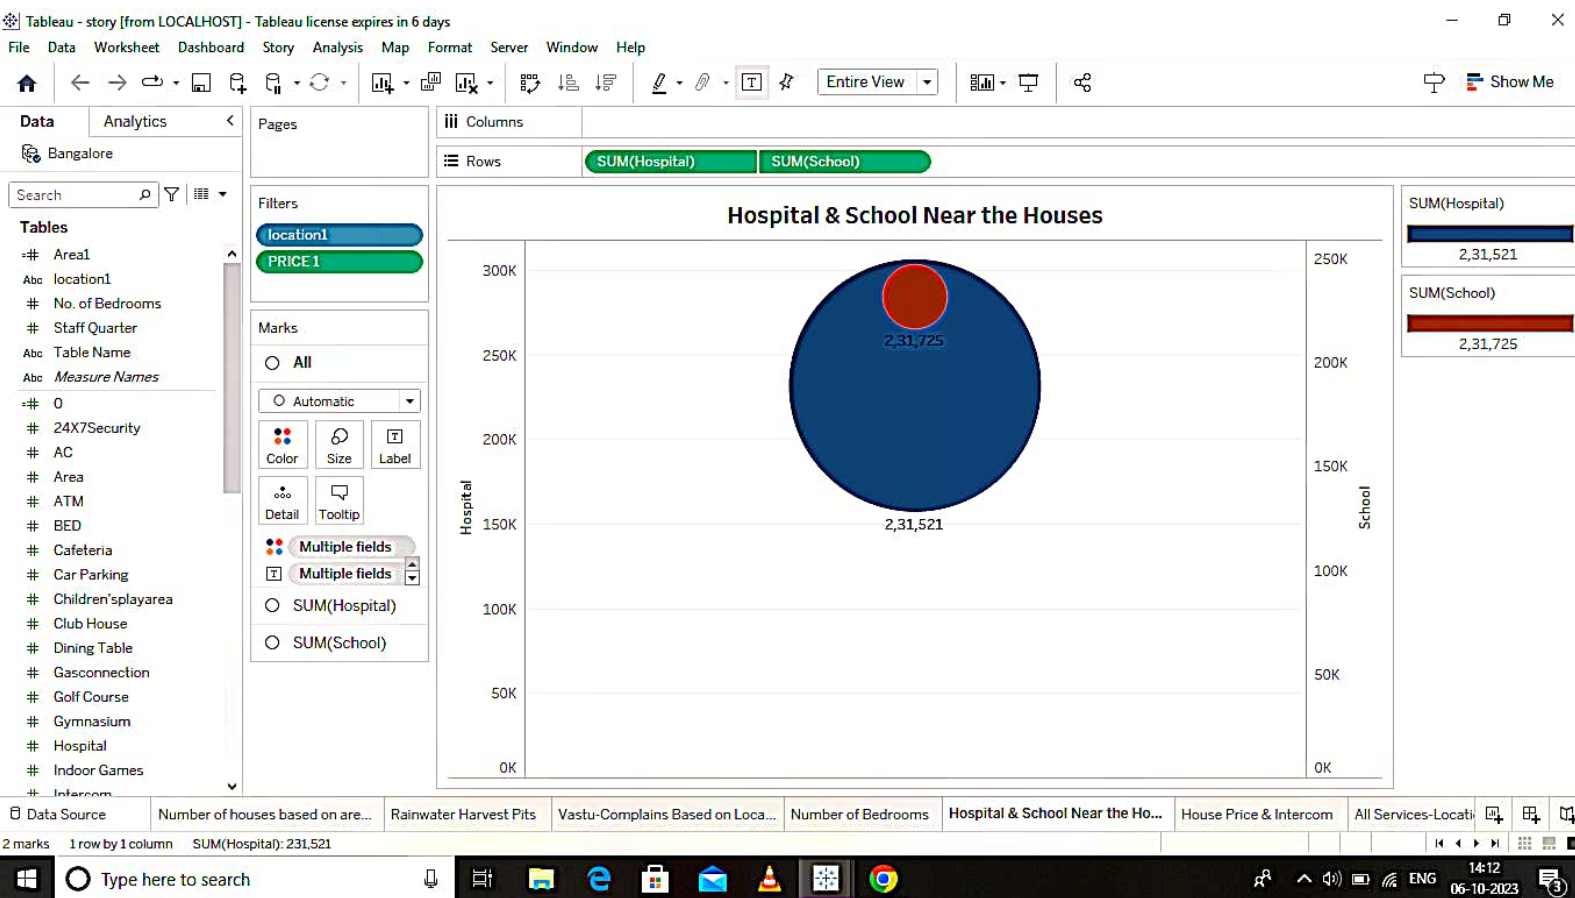 Tableau - story [from LOCALHOST] - Tableau license expires in 6 days
File Data Worksheet Dashboard Story Analysis Map Format Server Window Help
Entire View
Show Me
Data Analytics
Bangalore
Search
Tables
Area1
Abc location1
No. of Bedrooms
Staff Quarter
Abc Table Name
Abc Measure Names
0
24X7Security
AC
Area
ATM
BED
Cafeteria
Car Parking
Children'splayarea
Club House
Dining Table
Gasconnection
Golf Course
Gymnasium
Hospital
Indoor Games
Intercom
Pages
Filters
location1
PRICE 1
Marks
All
Automatic
Color Size Label
Detail Tooltip
Multiple fields
Multiple fields
SUM(Hospital)
SUM(School)
Columns
Rows SUM(Hospital) SUM(School)
Hospital & School Near the Houses
300K
250K
200K
150K
100K
50K
0K
Hospital
2,31,725
2,31,521
250K
200K
150K
100K
50K
0K
School
SUM(Hospital)
2,31,521
SUM(School)
2,31,725
Data Source Number of houses based on are... Rainwater Harvest Pits Vastu-Complains Based on Loca... Number of Bedrooms Hospital & School Near the Ho... House Price & Intercom All Services-Locati
2 marks 1 row by 1 column SUM(Hospital): 231,521
Type here to search
ENG
14:12
06-10-2023
3